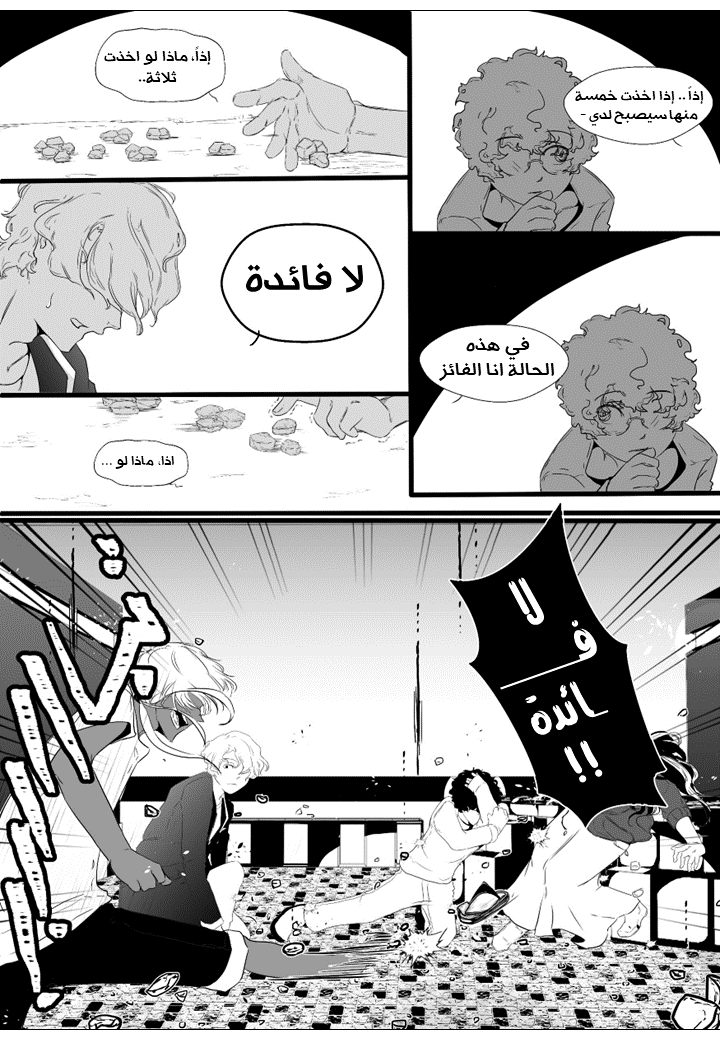 إذاً.. إذا اخذت خمسة
منها سيصبح لدي -
إذاً، ماذا لو اخذت
ثلاثة..
في هذه
الحالة انا الفائز
لا فائدة
اذا، ماذا لو ...
لا
فـ
ـائدة
!!